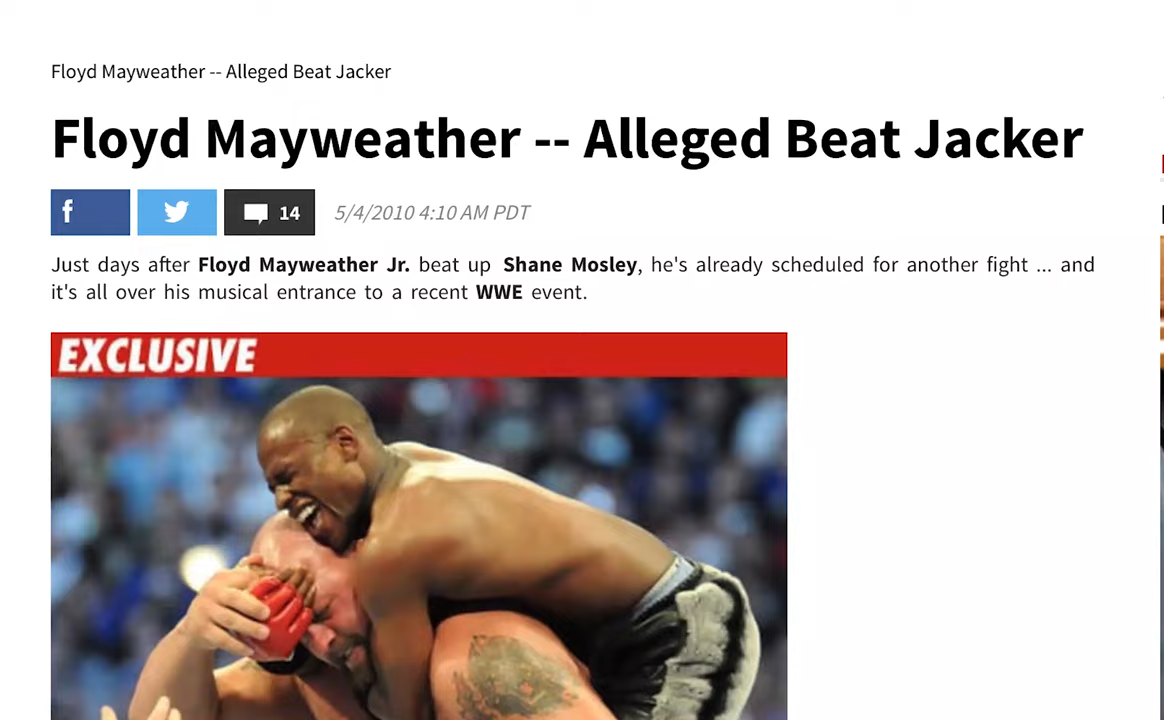 Floyd Mayweather -- Alleged Beat Jacker
Floyd Mayweather -- Alleged Beat Jacker
f
14
5/4/2010 4:10 AM PDT
Just days after Floyd Mayweather Jr. beat up Shane Mosley, he's already scheduled for another fight ... and
it's all over his musical entrance to a recent WWE event.
EXCLUSIVE